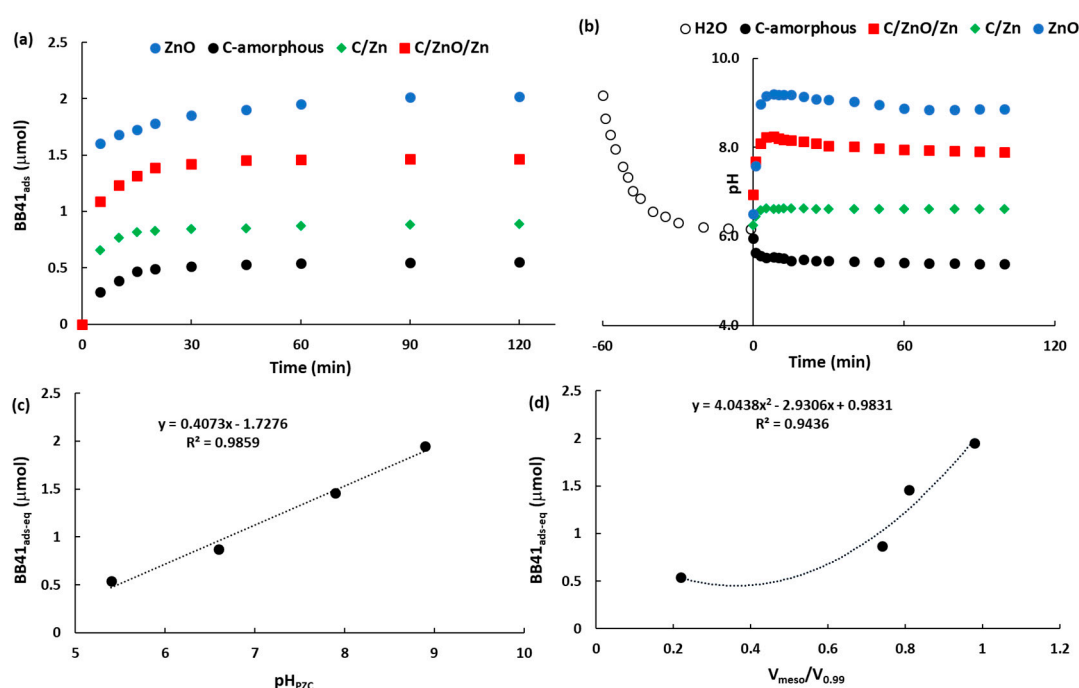 (a)
ZnO C-amorphous C/Zn C/ZnO/Zn
2.5
2
1.5
1
0.5
0
0 30 60 90 120
BB41ads (μmol)
Time (min)
(b)
H2O C-amorphous C/ZnO/Zn C/Zn ZnO
10.0
8.0
6.0
4.0
pH
-60 0 60 120
Time (min)
(c)
y = 0.4073x - 1.7276
R² = 0.9859
2.5
2
1.5
1
0.5
0
5 6 7 8 9 10
BB41ads-eq (μmol)
pHPZC
(d)
y = 4.0438x² - 2.9306x + 0.9831
R² = 0.9436
2.5
2
1.5
1
0.5
0
0 0.2 0.4 0.6 0.8 1 1.2
BB41ads-eq (μmol)
Vmeso/V0.99